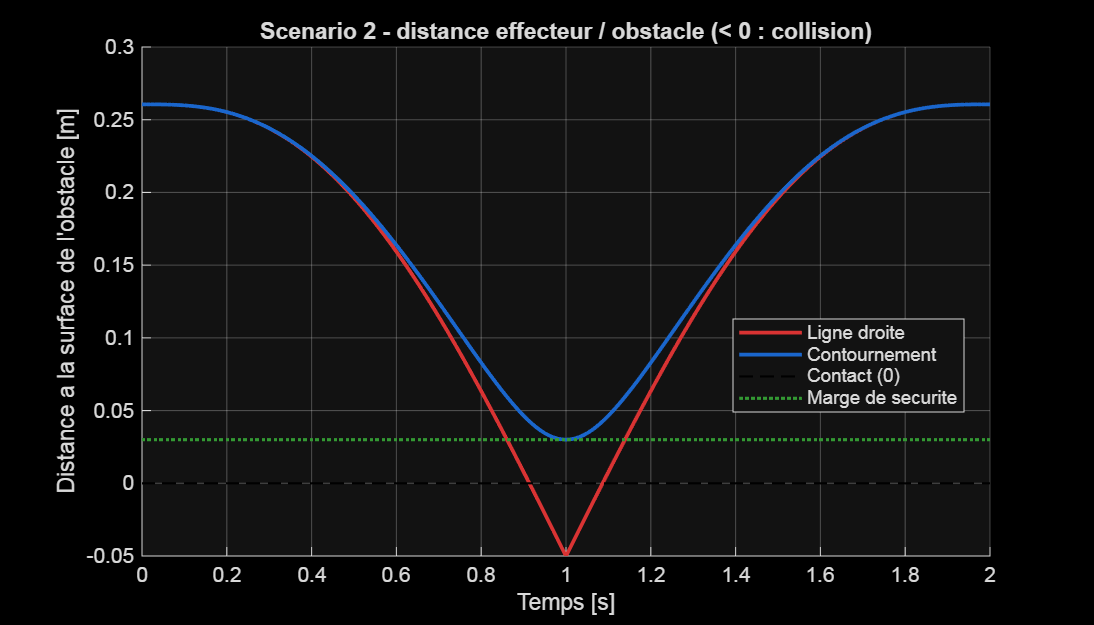 Scenario 2 - distance effecteur / obstacle (< 0 : collision)
Distance a la surface de l'obstacle [m]
0.3
0.25
0.2
0.15
0.1
0.05
0
-0.05
Ligne droite
Contournement
Contact (0)
Marge de securite
0 0.2 0.4 0.6 0.8 1 1.2 1.4 1.6 1.8 2
Temps [s]